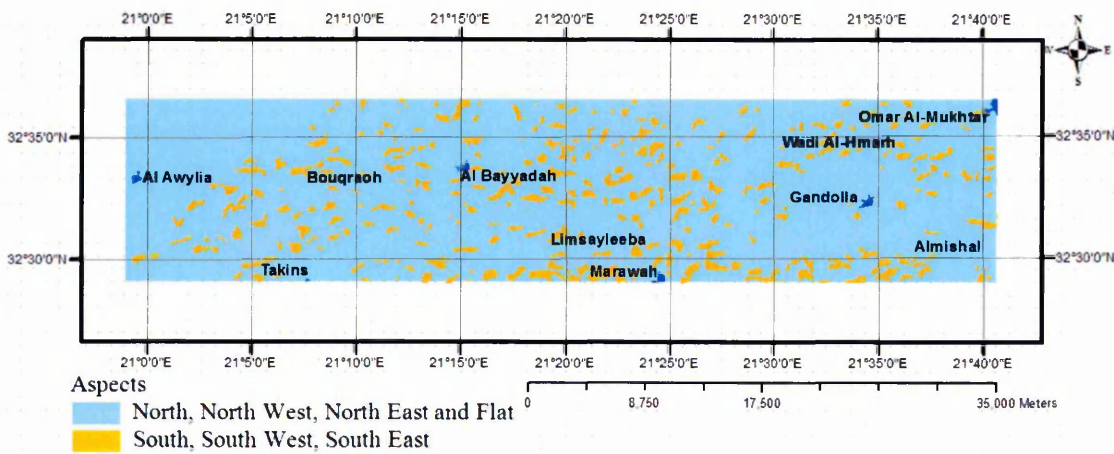 21°0'0"E 21°5'0"E 21°10'0"E 21°15'0"E 21°20'0"E 21°25'0"E 21°30'0"E 21°35'0"E 21°40'0"E
N
E
S
32°35'0"N 32°35'0"N
Omar Al-Mukhtar
Wadi Al-Hmarh
Al Awylia Bouqraoh Al Bayyadah
Gandolla
Limsayleeba Almishal
32°30'0"N 32°30'0"N
Takins Marawah
21°0'0"E 21°5'0"E 21°10'0"E 21°15'0"E 21°20'0"E 21°25'0"E 21°30'0"E 21°35'0"E 21°40'0"E
Aspects
North, North West, North East and Flat
South, South West, South East
0 8,750 17,500 35,000 Meters